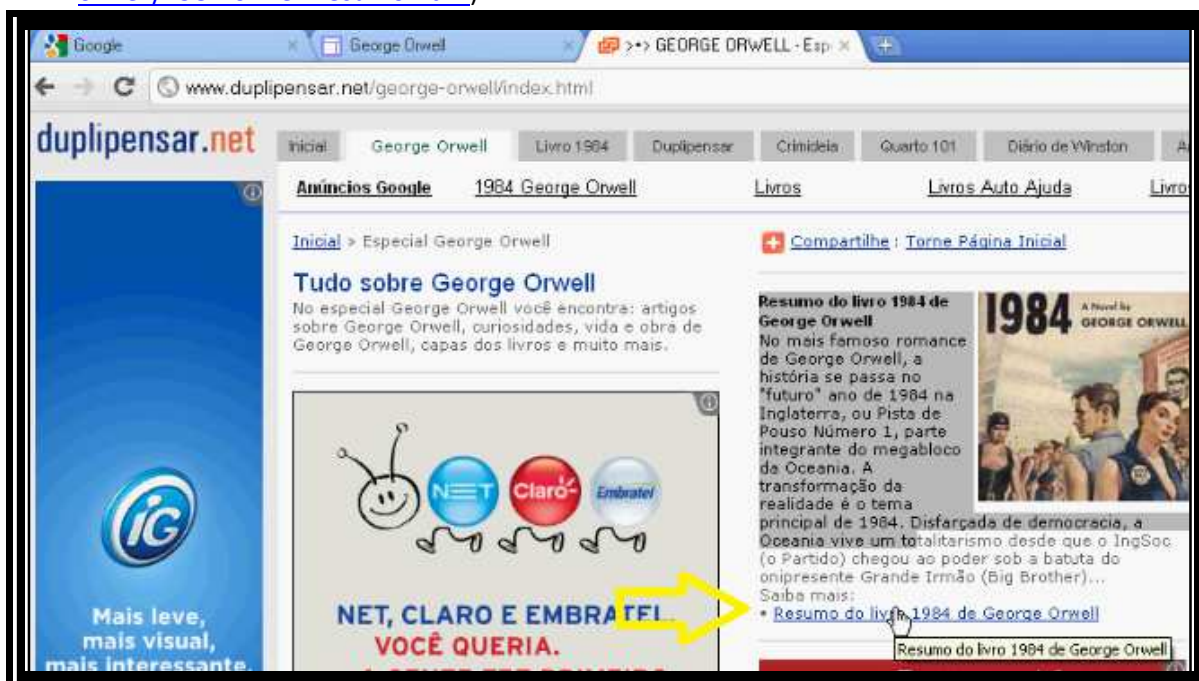 Google
George Orwell
>•> GEORGE ORWELL - Esp
www.duplipensar.net/george-orwell/index.html
duplipensar.net
Inicial
George Orwell
Livro 1984
Duplipensar
Crimideia
Quarto 101
Diário de Winston
Anúncios Google
1984 George Orwell
Livros
Livros Auto Ajuda
Livro
Inicial > Especial George Orwell
Tudo sobre George Orwell
No especial George Orwell você encontra: artigos
sobre George Orwell, curiosidades, vida e obra de
George Orwell, capas dos livros e muito mais.
NET
Claro
Embratel
NET, CLARO E EMBRATEL.
VOCÊ QUERIA.
iG
Mais leve,
mais visual,
mais interessante.
Compartilhe : Torne Página Inicial
Resumo do livro 1984 de
George Orwell
No mais famoso romance
de George Orwell, a
história se passa no
"futuro" ano de 1984 na
Inglaterra, ou Pista de
Pouso Número 1, parte
integrante do megabloco
da Oceania. A
transformação da
realidade é o tema
principal de 1984. Disfarçada de democracia, a
Oceania vive um totalitarismo desde que o IngSoc
(o Partido) chegou ao poder sob a batuta do
onipresente Grande Irmão (Big Brother)...
Saiba mais:
• Resumo do livro 1984 de George Orwell
Resumo do livro 1984 de George Orwell
1984
A Novel by
GEORGE ORWELL